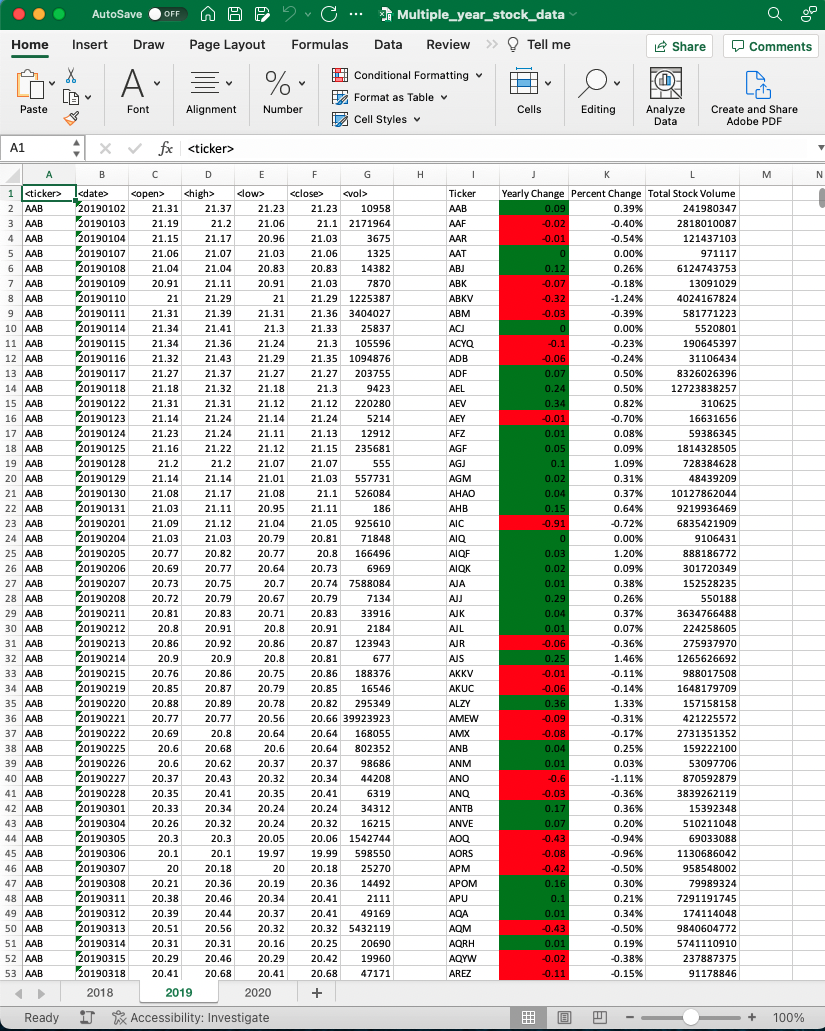 AutoSave OFF Multiple_year_stock_data
Home Insert Draw Page Layout Formulas Data Review Tell me Share Comments
Paste Font Alignment Number Conditional Formatting Format as Table Cell Styles Cells Editing Analyze Data Create and Share Adobe PDF
A1 fx <ticker>
A B C D E F G H I J K L M N
1 <ticker> <date> <open> <high> <low> <close> <vol> Ticker Yearly Change Percent Change Total Stock Volume
2 AAB 20190102 21.31 21.37 21.23 21.23 10958 AAB 0.09 0.39% 241980347
3 AAB 20190103 21.19 21.2 21.06 21.1 2171964 AAF -0.02 -0.40% 2818010087
4 AAB 20190104 21.15 21.17 20.96 21.03 3675 AAR -0.01 -0.54% 121437103
5 AAB 20190107 21.06 21.07 21.03 21.06 1325 AAT 0 0.00% 971117
6 AAB 20190108 21.04 21.04 20.83 20.83 14382 ABJ 0.12 0.26% 6124743753
7 AAB 20190109 20.91 21.11 20.91 21.03 7870 ABK -0.07 -0.18% 13091029
8 AAB 20190110 21 21.29 21 21.29 1225387 ABKV -0.32 -1.24% 4024167824
9 AAB 20190111 21.31 21.39 21.31 21.36 3404027 ABM -0.03 -0.39% 581771223
10 AAB 20190114 21.34 21.41 21.3 21.33 25837 ACJ 0 0.00% 5520801
11 AAB 20190115 21.34 21.36 21.24 21.3 105596 ACYQ -0.1 -0.23% 190645397
12 AAB 20190116 21.32 21.43 21.29 21.35 1094876 ADB -0.06 -0.24% 31106434
13 AAB 20190117 21.27 21.37 21.27 21.27 203755 ADF 0.07 0.50% 8326026396
14 AAB 20190118 21.18 21.32 21.18 21.3 9423 AEL 0.24 0.50% 12723838257
15 AAB 20190122 21.31 21.31 21.12 21.12 220280 AEV 0.34 0.82% 310625
16 AAB 20190123 21.14 21.24 21.14 21.24 5214 AEY -0.01 -0.70% 16631656
17 AAB 20190124 21.23 21.24 21.11 21.13 12912 AFZ 0.01 0.08% 59386345
18 AAB 20190125 21.16 21.22 21.12 21.15 235681 AGF 0.05 0.09% 1814328505
19 AAB 20190128 21.2 21.2 21.07 21.07 555 AGJ 0.1 1.09% 728384628
20 AAB 20190129 21.14 21.14 21.01 21.03 557731 AGM 0.02 0.31% 48439209
21 AAB 20190130 21.08 21.17 21.08 21.1 526084 AHAO 0.04 0.37% 10127862044
22 AAB 20190131 21.03 21.11 20.95 21.11 186 AHB 0.15 0.64% 9219936469
23 AAB 20190201 21.09 21.12 21.04 21.05 925610 AIC -0.91 -0.72% 6835421909
24 AAB 20190204 21.03 21.03 20.79 20.81 71848 AIQ 0 0.00% 9106431
25 AAB 20190205 20.77 20.82 20.77 20.8 166496 AIQF 0.03 1.20% 888186772
26 AAB 20190206 20.69 20.77 20.64 20.73 6969 AIQK 0.02 0.09% 301720349
27 AAB 20190207 20.73 20.75 20.7 20.74 7588084 AJA 0.01 0.38% 152528235
28 AAB 20190208 20.72 20.79 20.67 20.79 7134 AJJ 0.29 0.26% 550188
29 AAB 20190211 20.81 20.83 20.71 20.83 33916 AJK 0.04 0.37% 3634766488
30 AAB 20190212 20.8 20.91 20.8 20.91 2184 AJL 0.01 0.07% 224258605
31 AAB 20190213 20.86 20.92 20.86 20.87 123943 AJR -0.06 -0.36% 275937970
32 AAB 20190214 20.9 20.9 20.8 20.81 677 AJS 0.25 1.46% 1265626692
33 AAB 20190215 20.76 20.86 20.75 20.86 188376 AKKV -0.01 -0.11% 988017508
34 AAB 20190219 20.85 20.87 20.79 20.85 16546 AKUC -0.06 -0.14% 1648179709
35 AAB 20190220 20.88 20.89 20.78 20.82 295349 ALZY 0.36 1.33% 157158158
36 AAB 20190221 20.77 20.77 20.56 20.66 39923923 AMEW -0.09 -0.31% 421225572
37 AAB 20190222 20.69 20.8 20.64 20.64 168055 AMX -0.08 -0.17% 2731351352
38 AAB 20190225 20.6 20.68 20.6 20.64 802352 ANB 0.04 0.25% 159222100
39 AAB 20190226 20.6 20.62 20.37 20.37 98686 ANM 0.01 0.03% 53097706
40 AAB 20190227 20.37 20.43 20.32 20.34 44208 ANO -0.6 -1.11% 870592879
41 AAB 20190228 20.35 20.41 20.35 20.41 6319 ANQ -0.03 -0.36% 3839262119
42 AAB 20190301 20.33 20.34 20.24 20.24 34312 ANTB 0.17 0.36% 15392348
43 AAB 20190304 20.26 20.32 20.24 20.32 16215 ANVE 0.07 0.20% 510211048
44 AAB 20190305 20.3 20.3 20.05 20.06 1542744 AOQ -0.43 -0.94% 69033088
45 AAB 20190306 20.1 20.1 19.97 19.99 598550 AORS -0.08 -0.96% 1130686042
46 AAB 20190307 20 20.18 20 20.18 25270 APM -0.42 -0.50% 958548002
47 AAB 20190308 20.21 20.36 20.19 20.36 14492 APOM 0.16 0.30% 79989324
48 AAB 20190311 20.38 20.46 20.34 20.41 2111 APU 0.1 0.21% 7291191745
49 AAB 20190312 20.39 20.44 20.37 20.41 49169 AQA 0.01 0.34% 174114048
50 AAB 20190313 20.51 20.56 20.32 20.32 5432119 AQM -0.43 -0.50% 9840604772
51 AAB 20190314 20.31 20.31 20.16 20.25 20690 AQRH 0.01 0.19% 5741110910
52 AAB 20190315 20.29 20.46 20.29 20.42 19960 AQYW -0.02 -0.38% 237887375
53 AAB 20190318 20.41 20.68 20.41 20.68 47171 AREZ -0.11 -0.15% 91178846
2018 2019 2020 +
Ready Accessibility: Investigate 100%